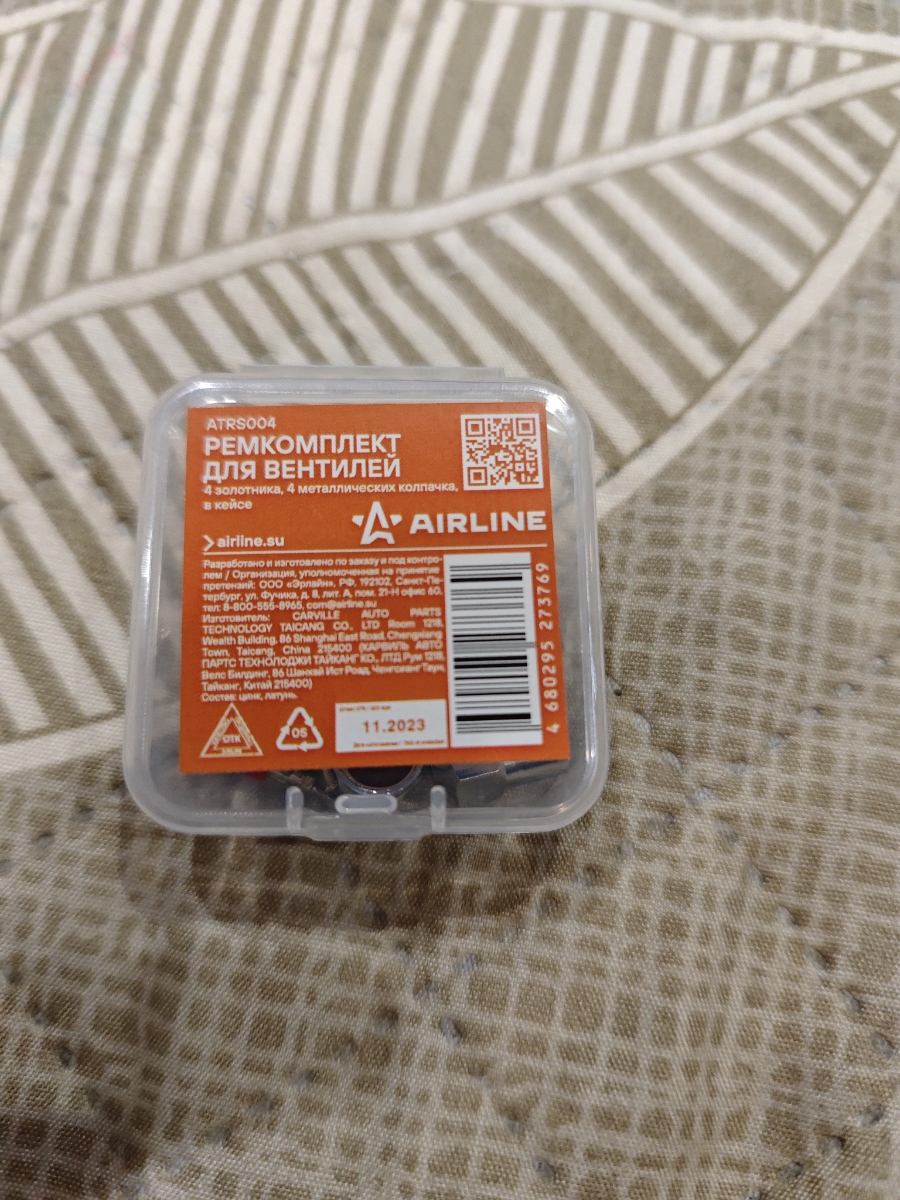 ATRS004
РЕМКОМПЛЕКТ
ДЛЯ ВЕНТИЛЕЙ
4 золотника, 4 металлических колпачка,
в кейсе
AIRLINE
airline.su
Разработано и изготовлено по заказу и под контро-
лем / Организация, уполномоченная на принятие
претензий: ООО «Эрлайн», РФ, 192102, Санкт-Пе-
тербург, ул. Фучика, д. 8, лит. А, пом. 21-Н офис 60,
тел: 8-800-555-8965, com@airline.su
Изготовитель: CARVILLE AUTO PARTS
TECHNOLOGY TAICANG CO., LTD Room 1218,
Wealth Building, 86 Shanghai East Road, Chengxiang
Town, Taicang, China 215400 (КАРВИЛЬ АВТО
ПАРТС ТЕХНОЛОДЖИ ТАЙКАНГ КО., ЛТД Рум 1218,
Велс Билдинг, 86 Шанхай Ист Роад, Ченгсианг Таун,
Тайканг, Китай 215400)
Состав: цинк, латунь.
ОТК
05
11.2023
4 680295 273769